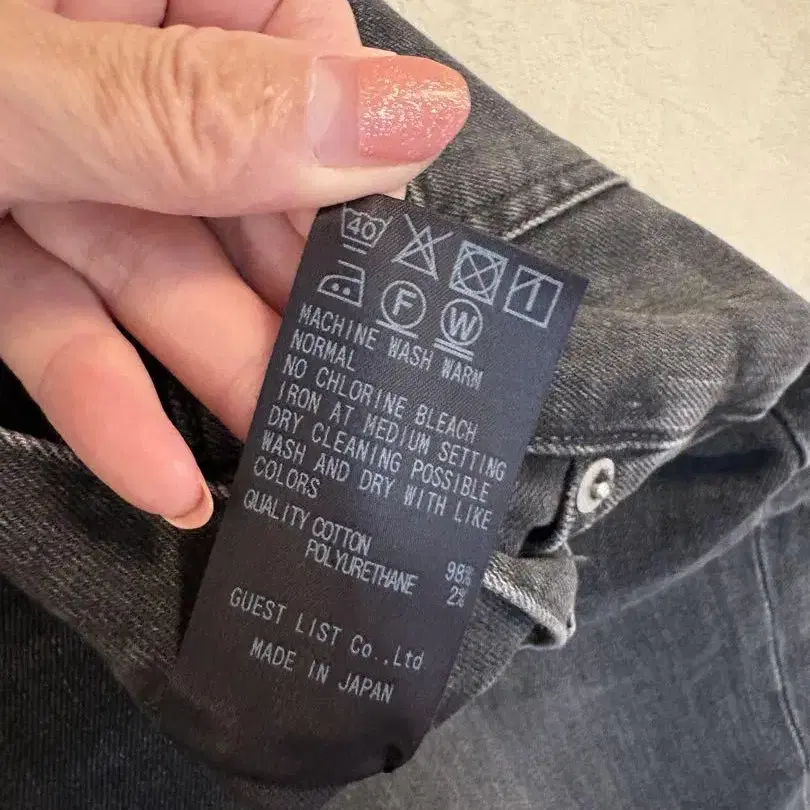 40
1
F
W
MACHINE WASH WARM
NORMAL
NO CHLORINE BLEACH
IRON AT MEDIUM SETTING
DRY CLEANING POSSIBLE
WASH AND DRY WITH LIKE
COLORS
QUALITY COTTON 98%
POLYURETHANE 2%
GUEST LIST Co.,Ltd
MADE IN JAPAN